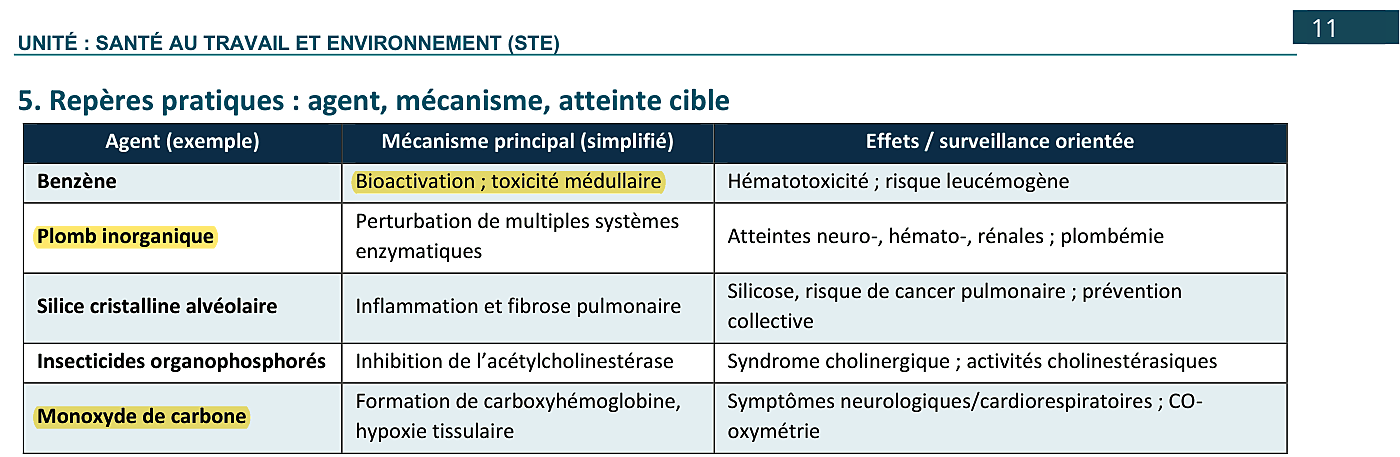 11
UNITÉ : SANTÉ AU TRAVAIL ET ENVIRONNEMENT (STE)
5. Repères pratiques : agent, mécanisme, atteinte cible
Agent (exemple) Mécanisme principal (simplifié) Effets / surveillance orientée
Benzène Bioactivation ; toxicité médullaire Hématotoxicité ; risque leucémogène
Plomb inorganique Perturbation de multiples systèmes
enzymatiques Atteintes neuro-, hémato-, rénales ; plombémie
Silice cristalline alvéolaire Inflammation et fibrose pulmonaire Silicose, risque de cancer pulmonaire ; prévention
collective
Insecticides organophosphorés Inhibition de l’acétylcholinestérase Syndrome cholinergique ; activités cholinestérasiques
Monoxyde de carbone Formation de carboxyhémoglobine,
hypoxie tissulaire Symptômes neurologiques/cardiorespiratoires ; CO-
oxymétrie